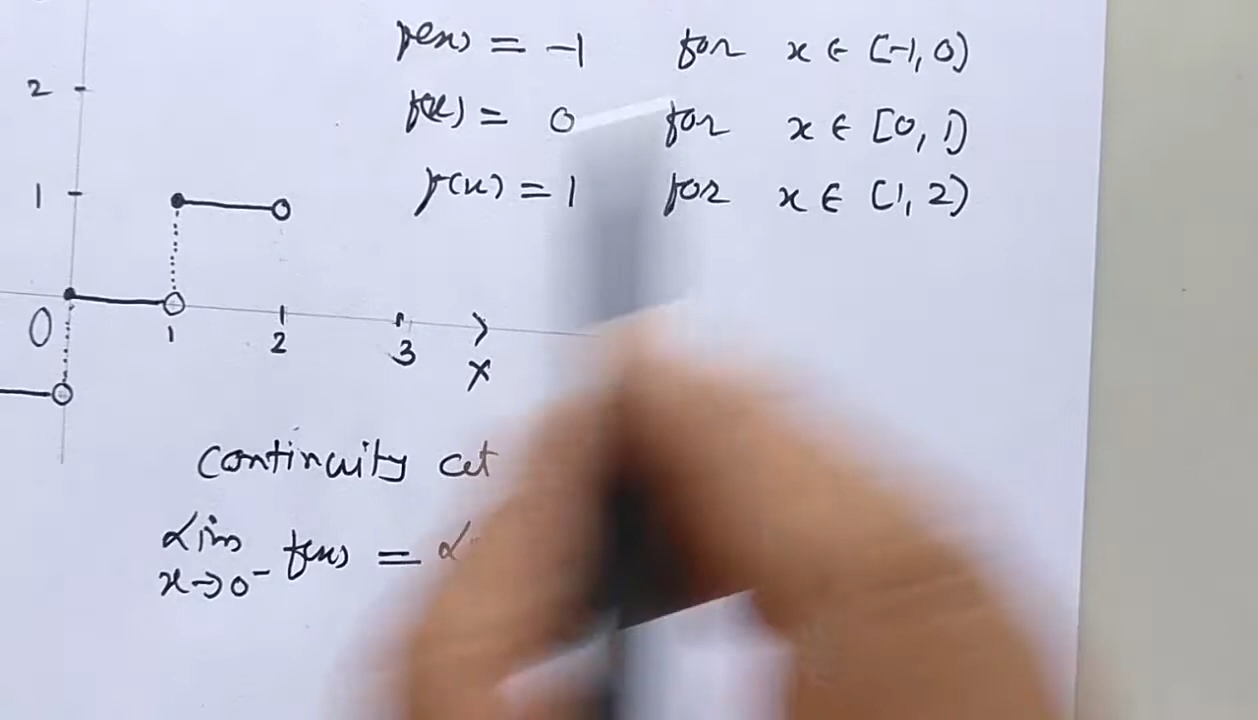 f(x) = -1 for x ∈ [-1, 0)
2
f(x) = 0 for x ∈ [0, 1)
1 f(x) = 1 for x ∈ [1, 2)
0 1 2 3 X
continuity at
Lim f(x) =
x→0⁻